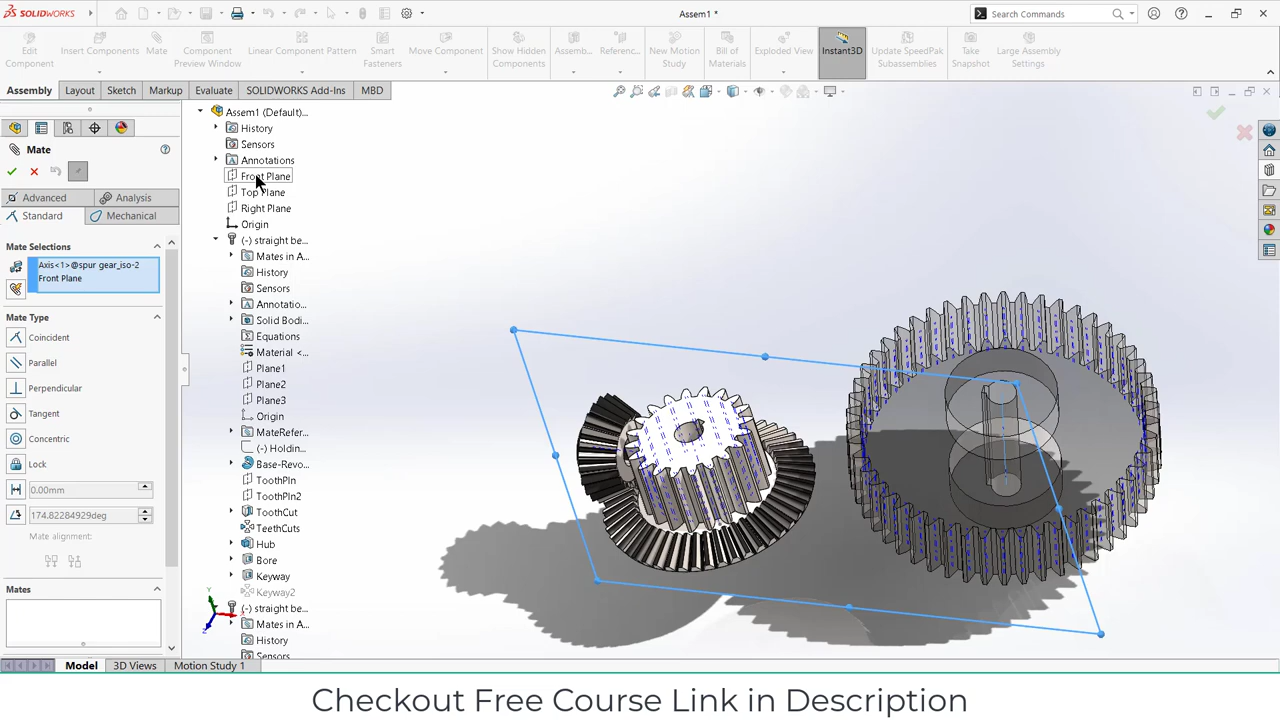 SOLIDWORKS
Assem1 *
Search Commands
Edit Component
Insert Components
Mate
Component Preview Window
Linear Component Pattern
Smart Fasteners
Move Component
Show Hidden Components
Assemb...
Referenc...
New Motion Study
Bill of Materials
Exploded View
Instant3D
Update SpeedPak Subassemblies
Take Snapshot
Large Assembly Settings
Assembly Layout Sketch Markup Evaluate SOLIDWORKS Add-Ins MBD
Mate
Advanced Analysis
Standard Mechanical
Mate Selections
Axis<1>@spur gear_iso-2
Front Plane
Mate Type
Coincident
Parallel
Perpendicular
Tangent
Concentric
Lock
0.00mm
174.82284929deg
Mate alignment:
Mates
Assem1 (Default)...
History
Sensors
Annotations
Front Plane
Top Plane
Right Plane
Origin
(-) straight be...
Mates in A...
History
Sensors
Annotatio...
Solid Bodi...
Equations
Material <...
Plane1
Plane2
Plane3
Origin
MateRefer...
(-) Holdin...
Base-Revo...
ToothPln
ToothPln2
ToothCut
TeethCuts
Hub
Bore
Keyway
Keyway2
(-) straight be...
Mates in A...
History
Sensors
Model 3D Views Motion Study 1
Checkout Free Course Link in Description